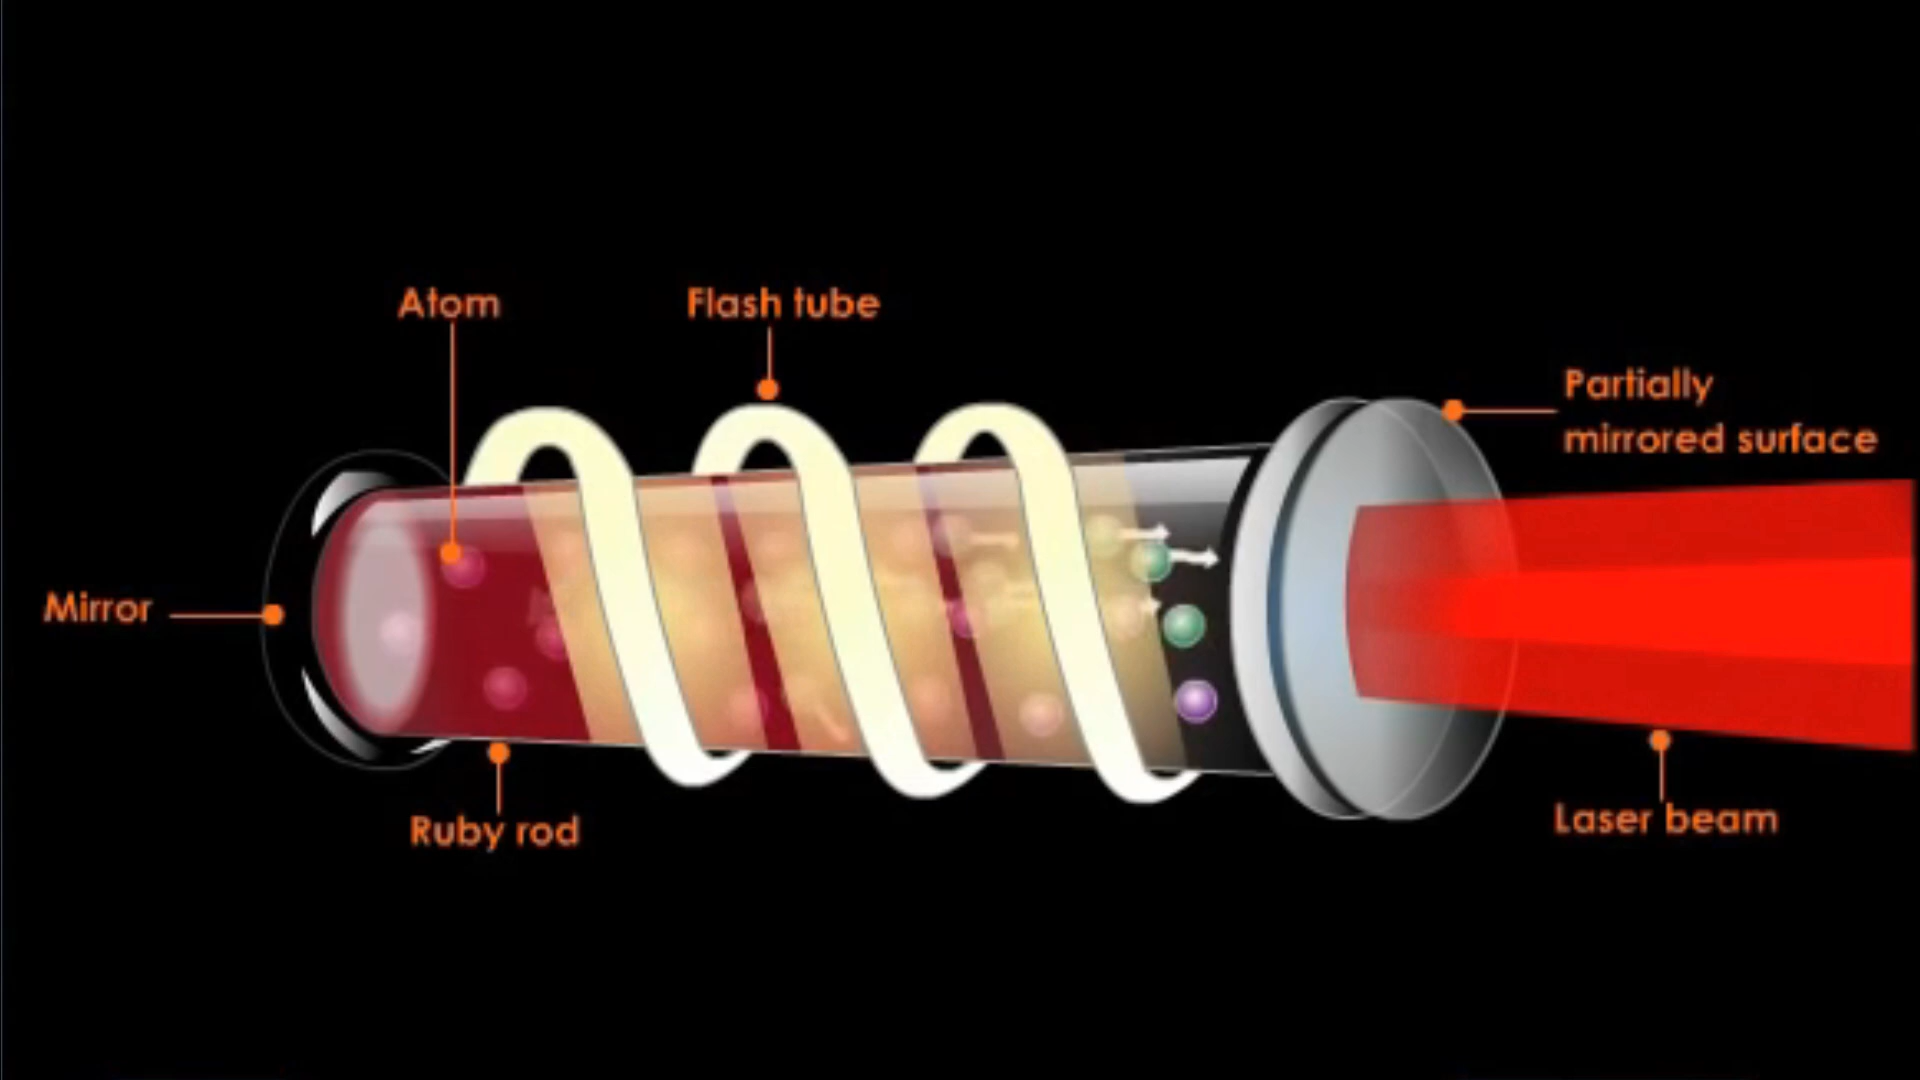 Atom
Flash tube
Partially
mirrored surface
Mirror
Ruby rod
Laser beam